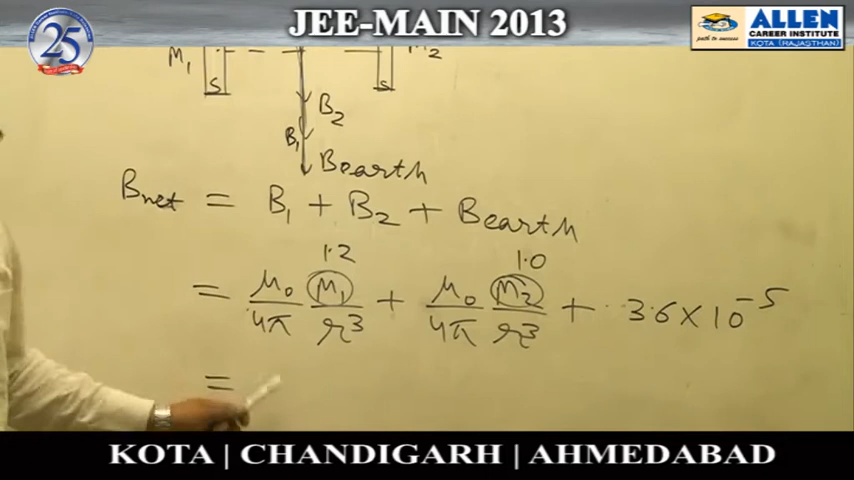 JEE-MAIN 2013
25
path to success
ALLEN
CAREER INSTITUTE
KOTA (RAJASTHAN)
M₁ S S M₂
B₂
B₁
Bearth
Bnet = B₁ + B₂ + Bearth
1.2 1.0
= μ₀/4π M₁/r³ + μ₀/4π M₂/r³ + 3.6 × 10⁻⁵
=
KOTA | CHANDIGARH | AHMEDABAD